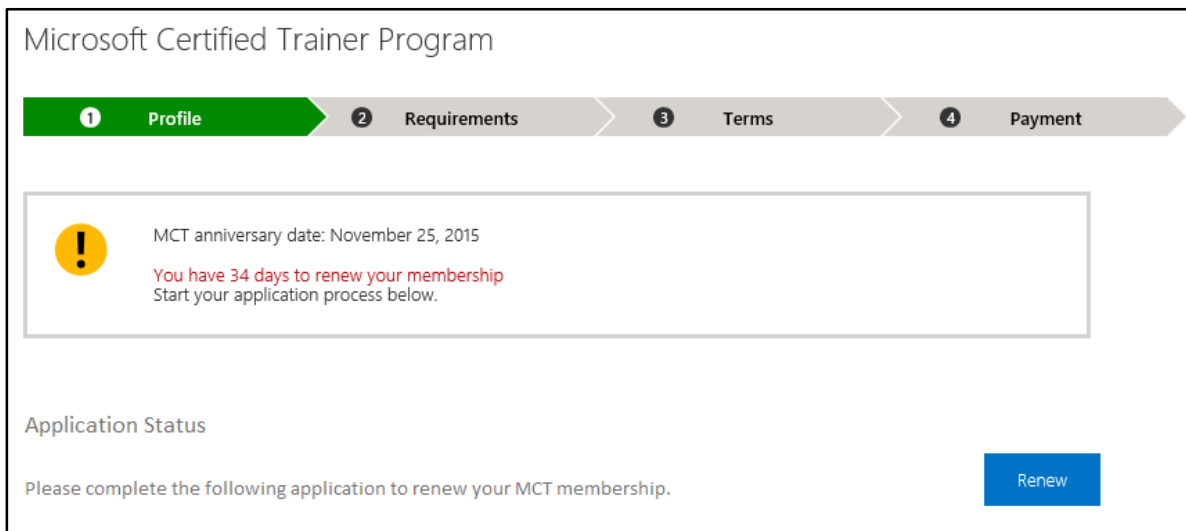 Microsoft Certified Trainer Program
1 Profile 2 Requirements 3 Terms 4 Payment
! MCT anniversary date: November 25, 2015
You have 34 days to renew your membership
Start your application process below.
Application Status
Please complete the following application to renew your MCT membership.
Renew